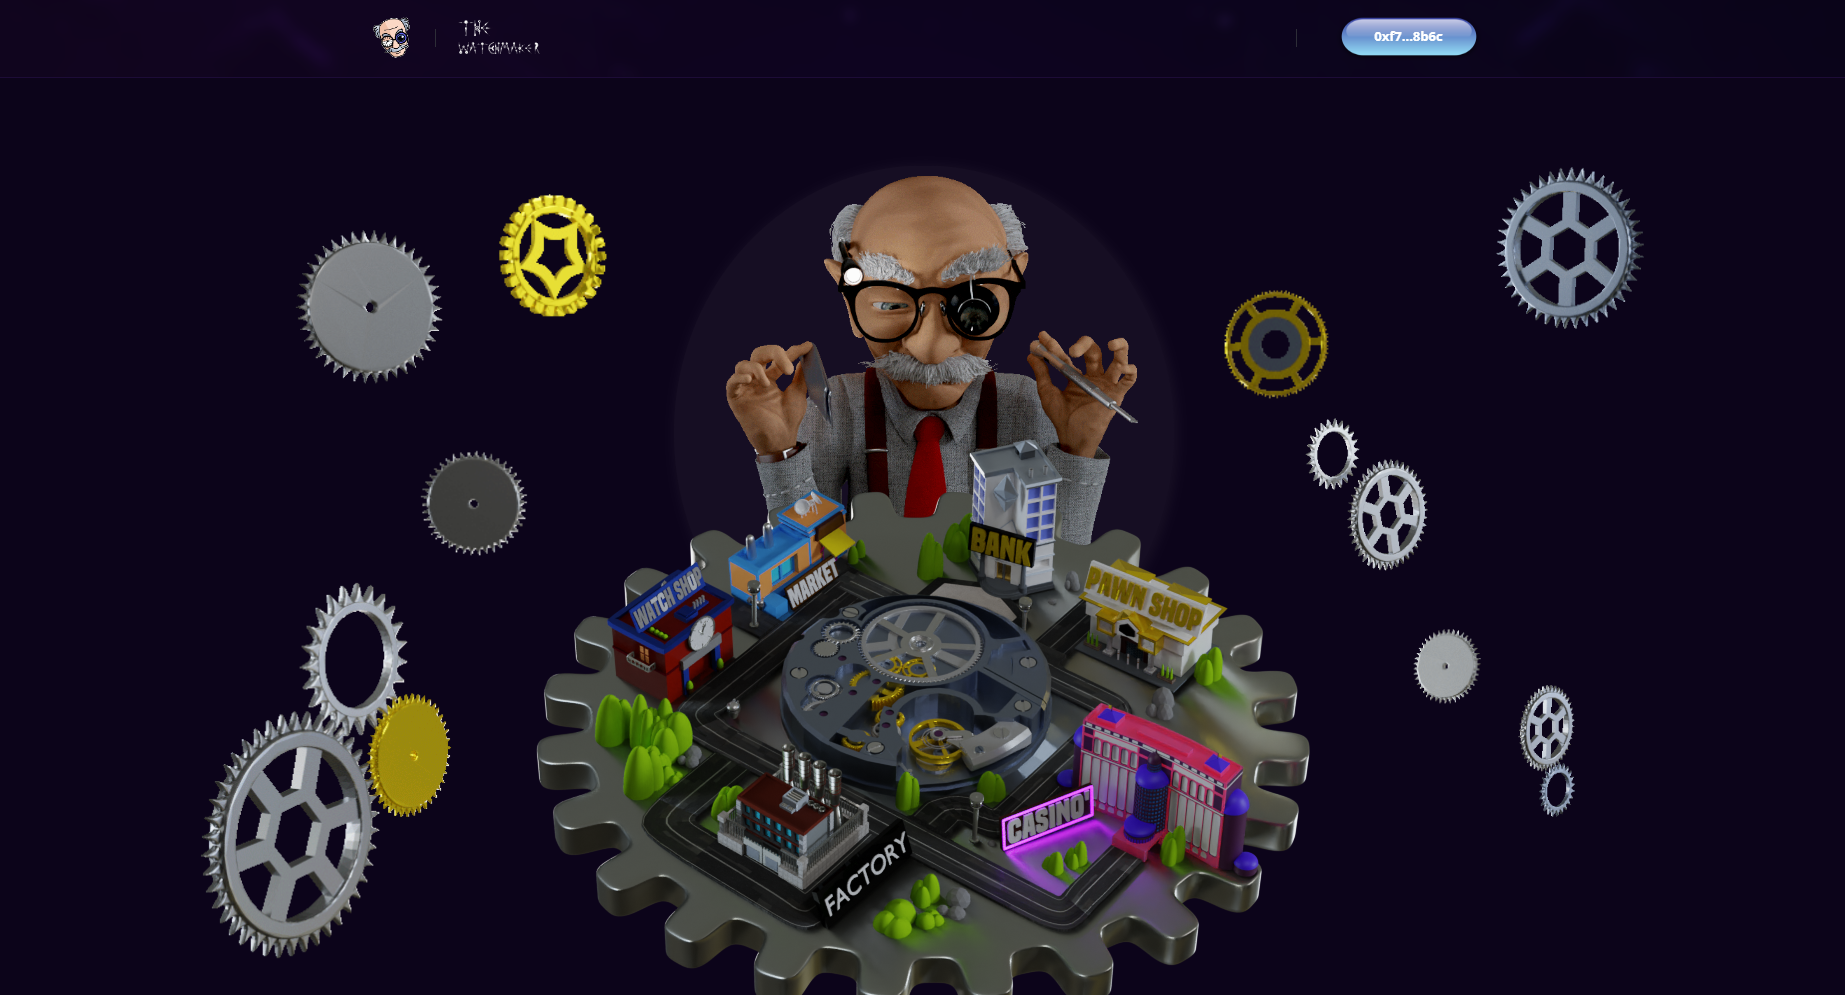 THE
WATCHMAKER
0xf7...8b6c
BANK
MARKET
WATCH SHOP
PAWN SHOP
CASINO
FACTORY